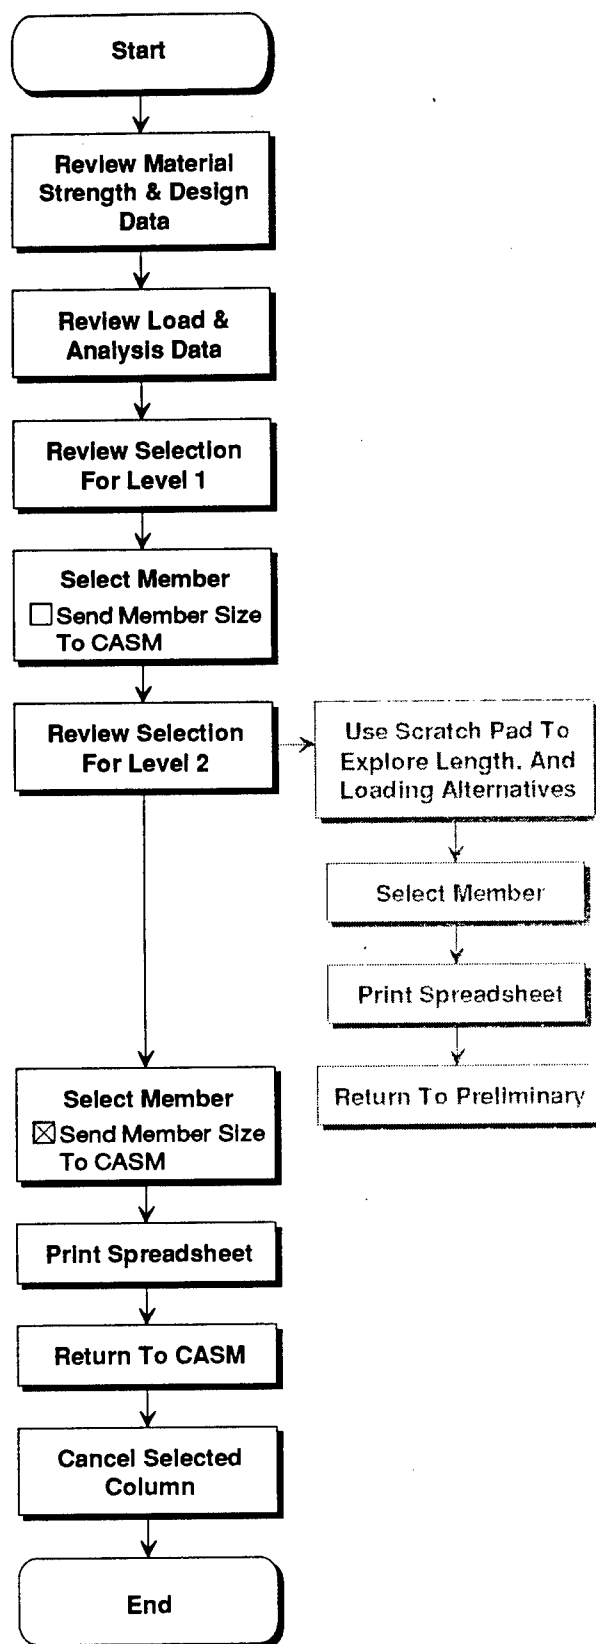 Start
Review Material
Strength & Design
Data
Review Load &
Analysis Data
Review Selection
For Level 1
Select Member
Send Member Size
To CASM
Review Selection
For Level 2
Use Scratch Pad To
Explore Length, And
Loading Alternatives
Select Member
Print Spreadsheet
Return To Preliminary
Select Member
Send Member Size
To CASM
Print Spreadsheet
Return To CASM
Cancel Selected
Column
End